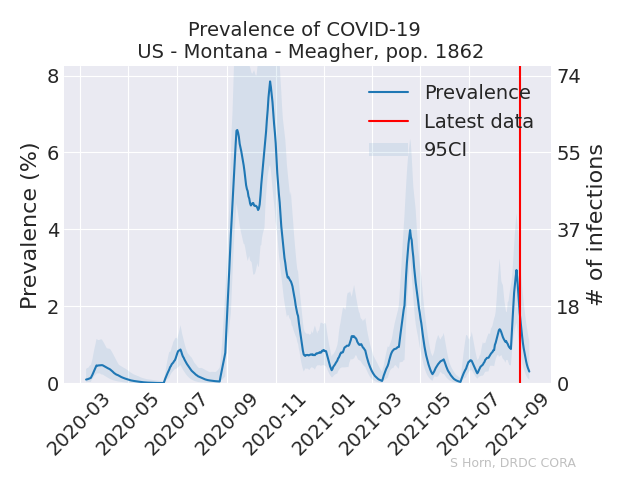 Prevalence of COVID-19
US - Montana - Meagher, pop. 1862
Prevalence (%)
8
6
4
2
0
Prevalence
Latest data
95CI
74
55
37
18
0
# of infections
2020-03
2020-05
2020-07
2020-09
2020-11
2021-01
2021-03
2021-05
2021-07
2021-09
S Horn, DRDC CORA